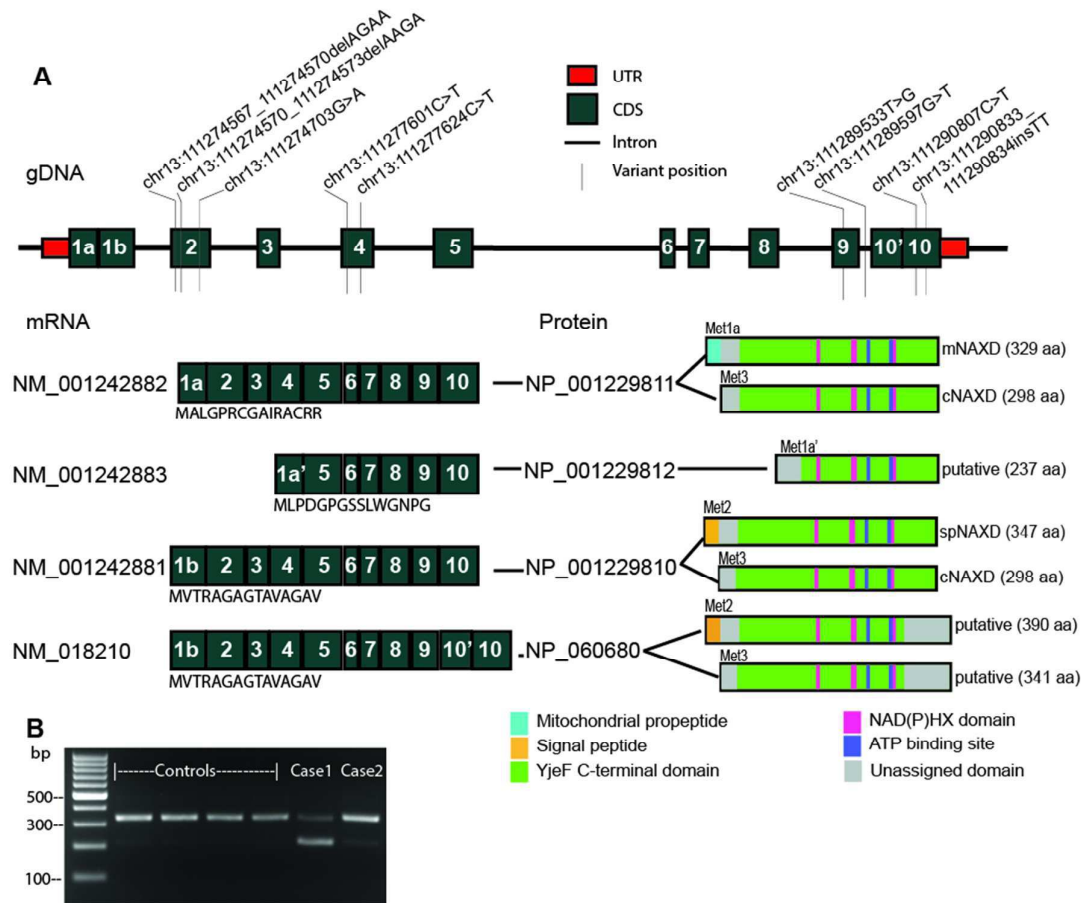 A
chr13:111274567_111274570delAGAA
chr13:111274570_111274573delAAGA
chr13:111274703G>A
chr13:111277601C>T
chr13:111277624C>T
UTR
CDS
Intron
Variant position
chr13:111289533T>G
chr13:111289597G>T
chr13:111290807C>T
chr13:111290833_
111290834insTT
gDNA
1a 1b 2 3 4 5 6 7 8 9 10' 10
mRNA
Protein
NM_001242882
1a 2 3 4 5 6 7 8 9 10
MALGPRCGAIRACRR
NP_001229811
Met1a
mNAXD (329 aa)
Met3
cNAXD (298 aa)
NM_001242883
1a' 5 6 7 8 9 10
MLPDGPGSSLWGNPG
NP_001229812
Met1a'
putative (237 aa)
NM_001242881
1b 2 3 4 5 6 7 8 9 10
MVTRAGAGTAVAGAV
NP_001229810
Met2
spNAXD (347 aa)
Met3
cNAXD (298 aa)
NM_018210
1b 2 3 4 5 6 7 8 9 10' 10
MVTRAGAGTAVAGAV
NP_060680
Met2
putative (390 aa)
Met3
putative (341 aa)
Mitochondrial propeptide
Signal peptide
YjeF C-terminal domain
NAD(P)HX domain
ATP binding site
Unassigned domain
B
bp
|-------Controls-----------| Case1 Case2
500--
300--
100--